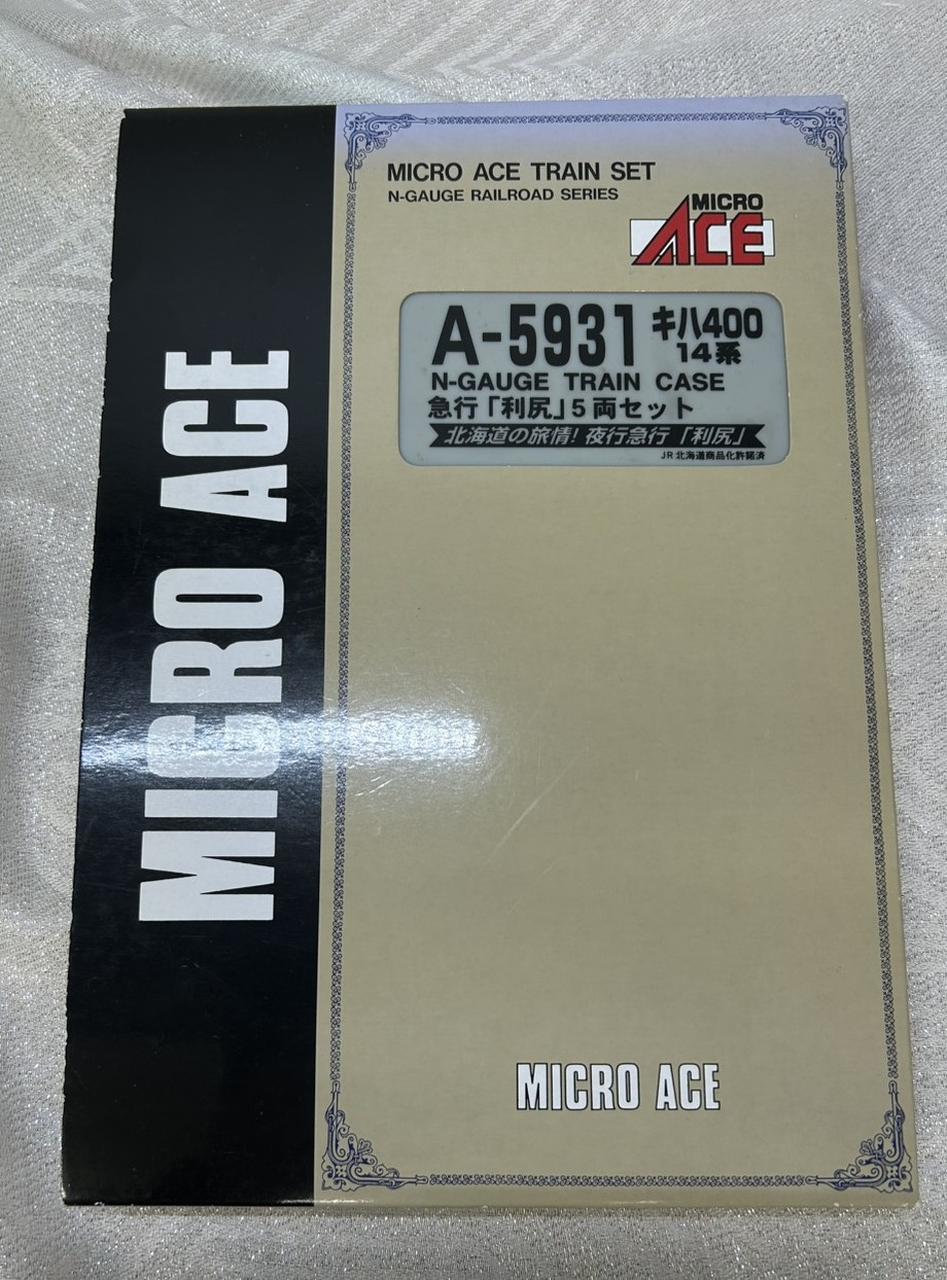 MICRO ACE
MICRO ACE TRAIN SET
N-GAUGE RAILROAD SERIES
MICRO
ACE
A-5931 キハ400
14系
N-GAUGE TRAIN CASE
急行「利尻」5両セット
北海道の旅情! 夜行急行「利尻」
JR北海道商品化許諾済
MICRO ACE